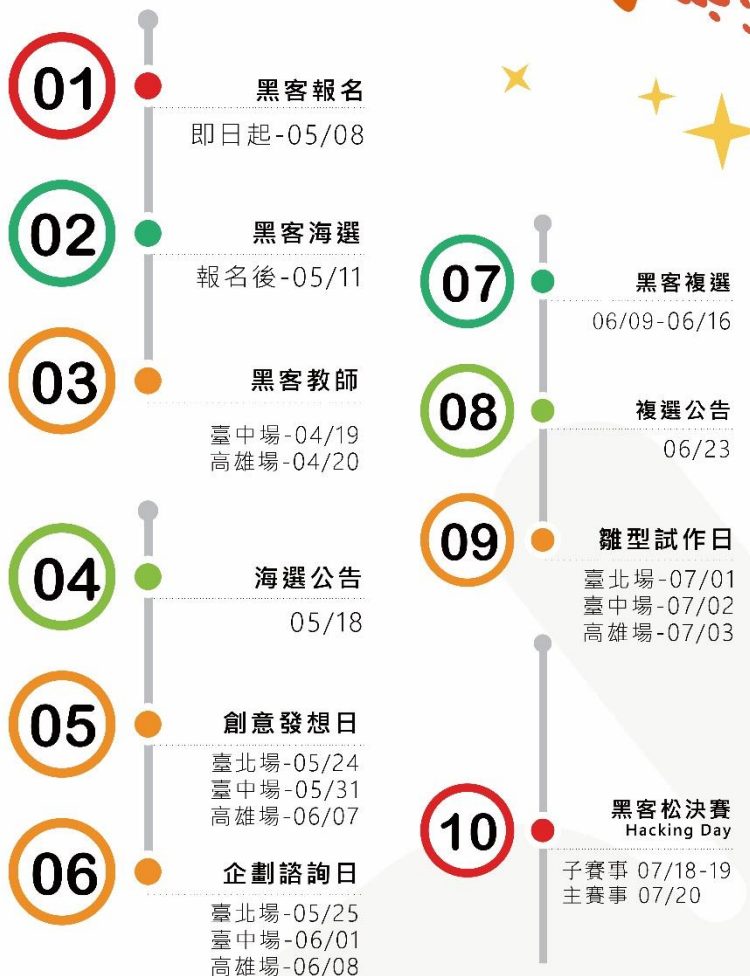 01
黑客報名
即日起-05/08
02
黑客海選
報名後-05/11
03
黑客教師
臺中場-04/19
高雄場-04/20
04
海選公告
05/18
05
創意發想日
臺北場-05/24
臺中場-05/31
高雄場-06/07
06
企劃諮詢日
臺北場-05/25
臺中場-06/01
高雄場-06/08
07
黑客複選
06/09-06/16
08
複選公告
06/23
09
雛型試作日
臺北場-07/01
臺中場-07/02
高雄場-07/03
10
黑客松決賽
Hacking Day
子賽事 07/18-19
主賽事 07/20